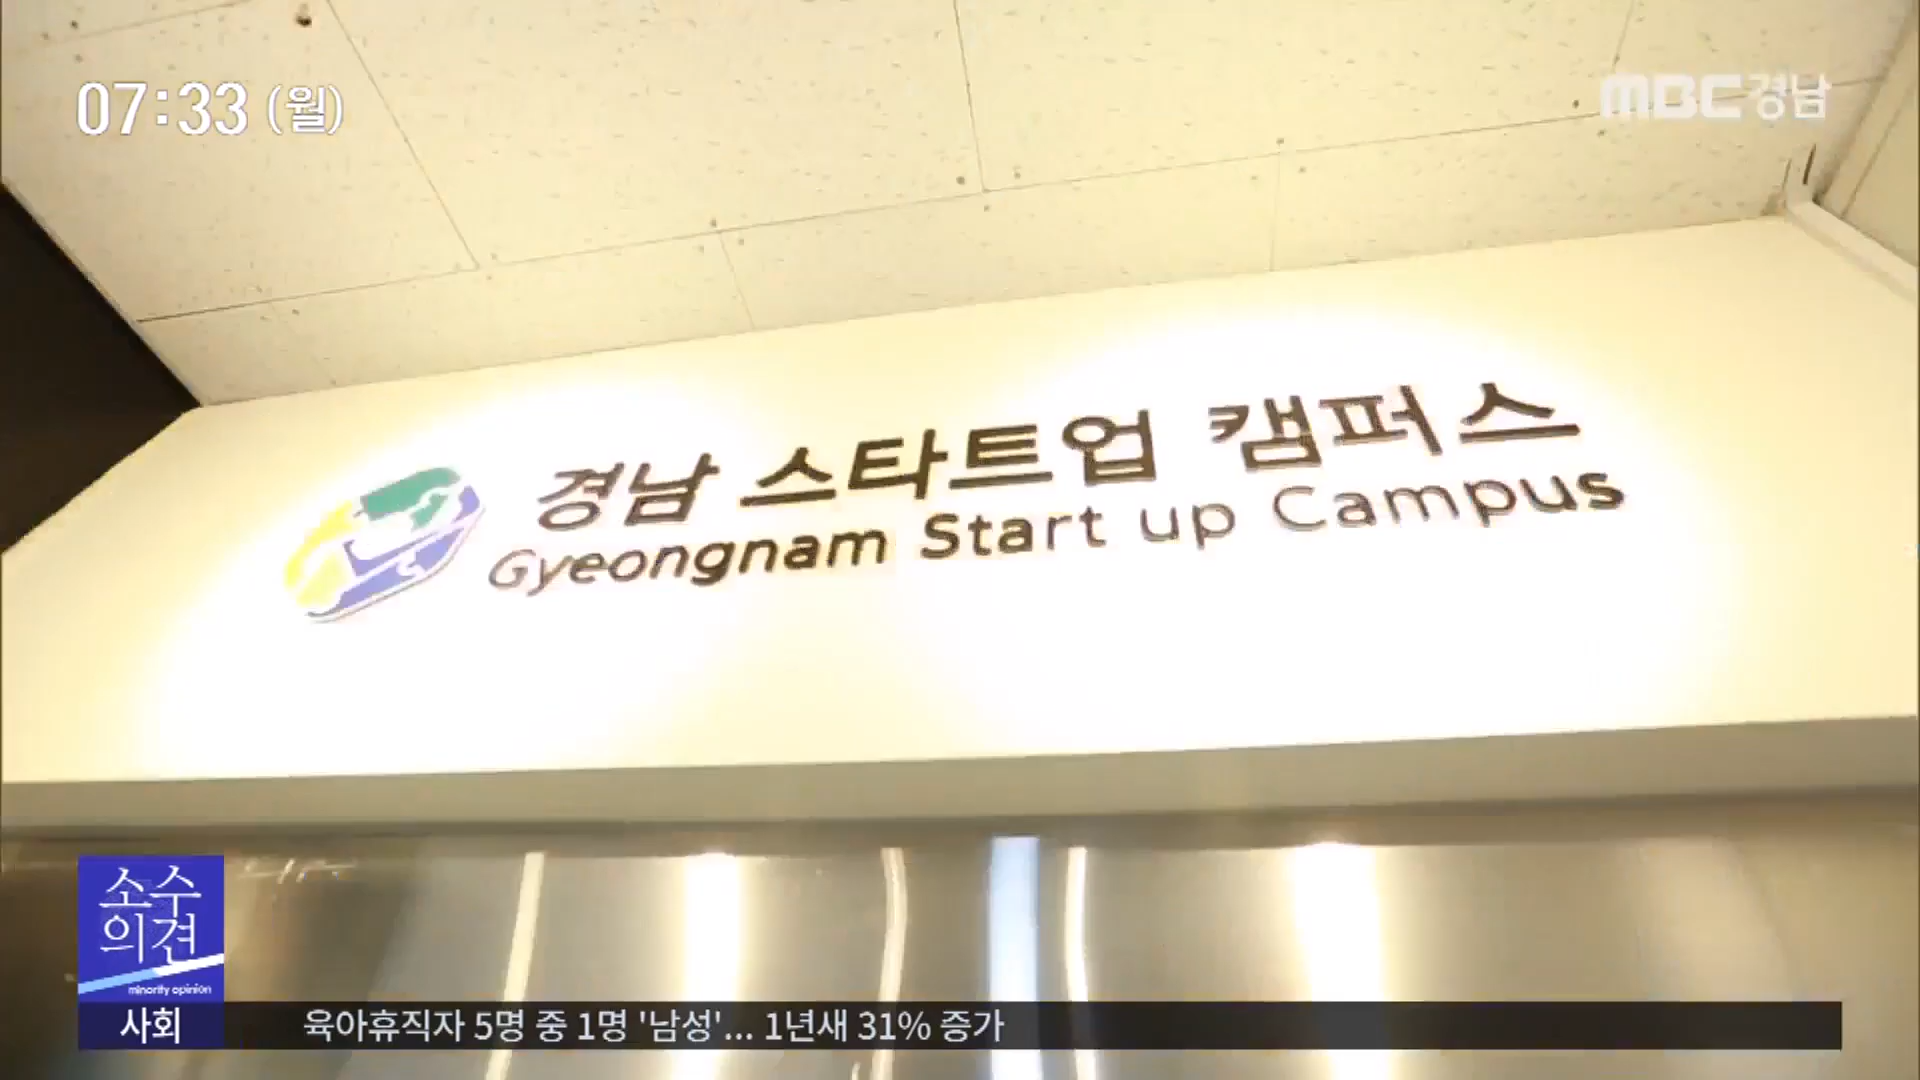 07:33 (월)
MBC경남
경남 스타트업 캠퍼스
Gyeongnam Start up Campus
소수
의견
minority opinion
사회
육아휴직자 5명 중 1명 '남성'... 1년새 31% 증가